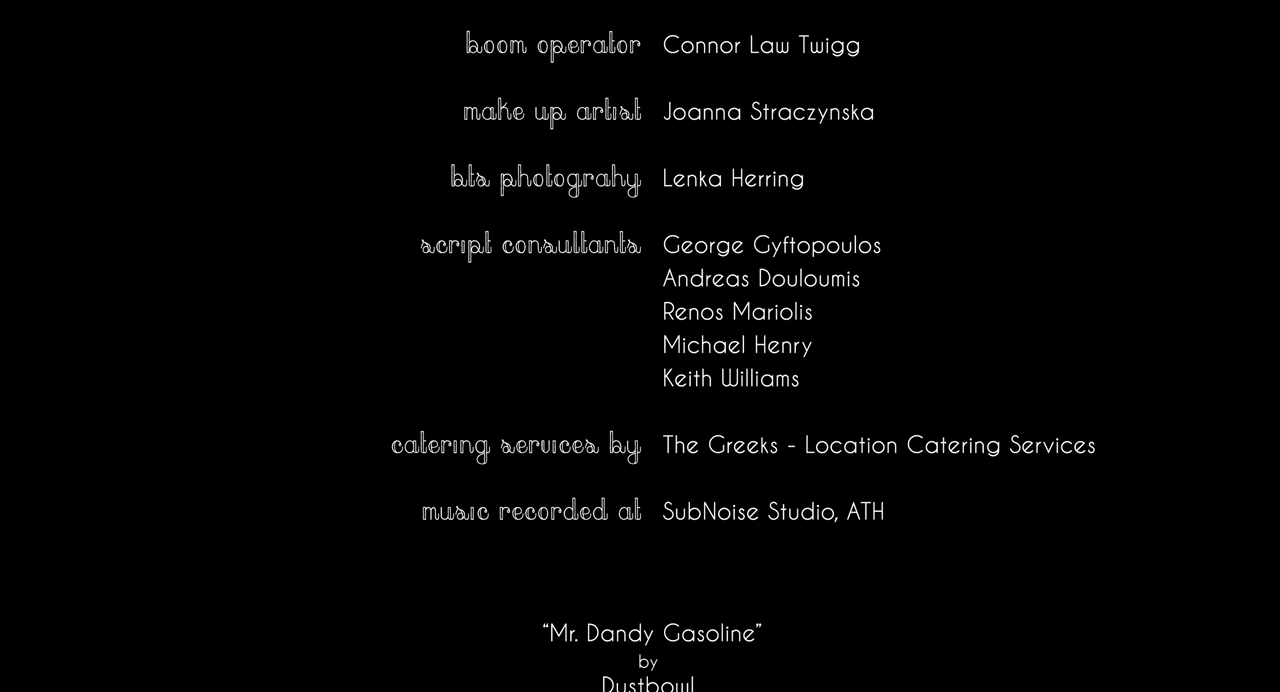 boom operator Connor Law Twigg
make up artist Joanna Straczynska
bts photograhy Lenka Herring
script consultants George Gyftopoulos
Andreas Douloumis
Renos Mariolis
Michael Henry
Keith Williams
catering services by The Greeks - Location Catering Services
music recorded at SubNoise Studio, ATH
“Mr. Dandy Gasoline”
by
Dustbowl